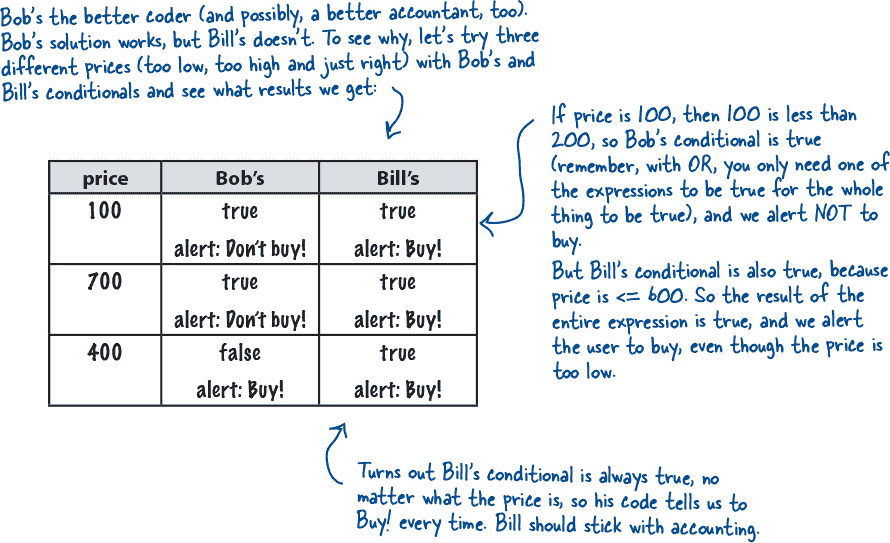 Bob's the better coder (and possibly, a better accountant, too).
Bob's solution works, but Bill's doesn't. To see why, let's try three
different prices (too low, too high and just right) with Bob's and
Bill's conditionals and see what results we get:
If price is 100, then 100 is less than
200, so Bob's conditional is true
(remember, with OR, you only need one of
the expressions to be true for the whole
thing to be true), and we alert NOT to
buy.
But Bill's conditional is also true, because
price is <= 600. So the result of the
entire expression is true, and we alert
the user to buy, even though the price is
too low.
price Bob's Bill's
100 true true
alert: Don't buy! alert: Buy!
700 true true
alert: Don't buy! alert: Buy!
400 false true
alert: Buy! alert: Buy!
Turns out Bill's conditional is always true, no
matter what the price is, so his code tells us to
Buy! every time. Bill should stick with accounting.